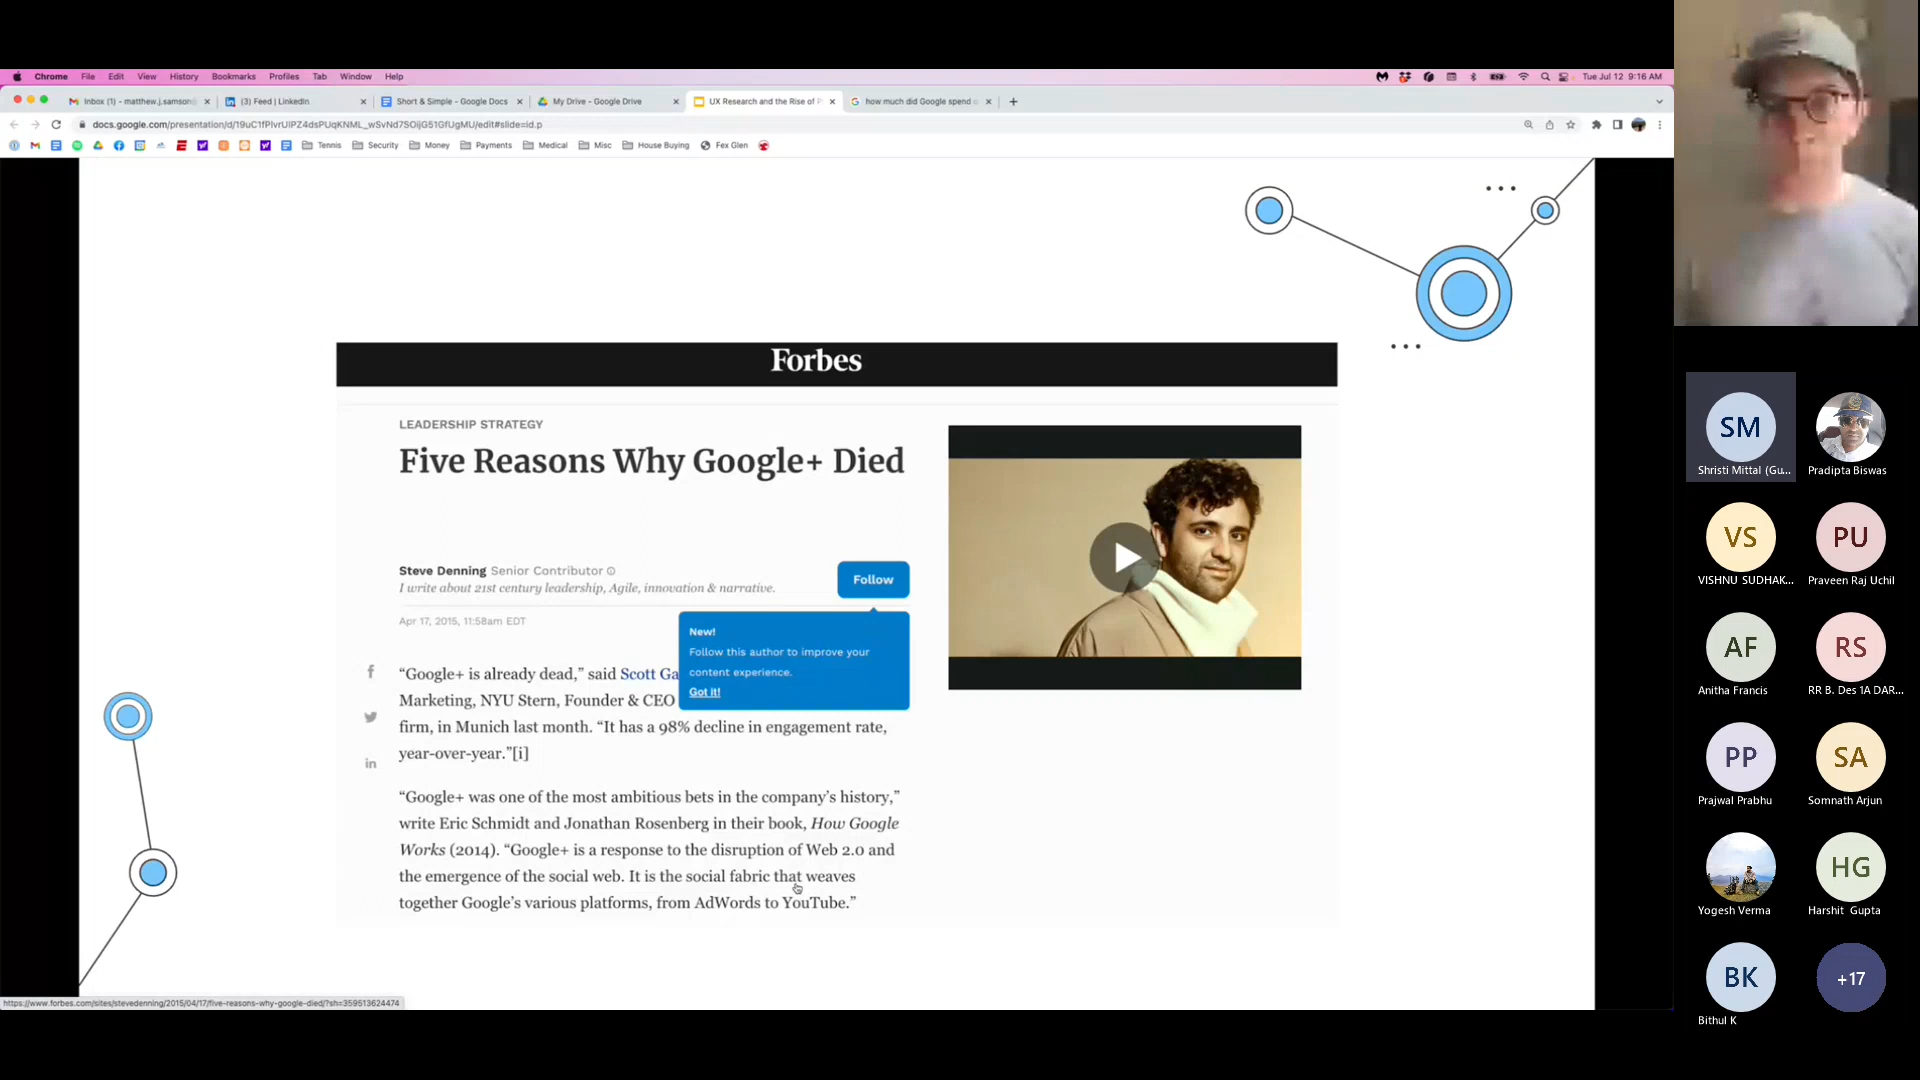 Chrome File Edit View History Bookmarks Profiles Tab Window Help
Tue Jul 12 9:16 AM
Inbox (1) - matthew.j.samson
(3) Feed | LinkedIn
Short & Simple - Google Docs
My Drive - Google Drive
UX Research and the Rise of P
how much did Google spend
docs.google.com/presentation/d/
Tennis Security Money Payments Medical Misc House Buying Fex Glen
Forbes
LEADERSHIP STRATEGY
Five Reasons Why Google+ Died
Steve Denning Senior Contributor
I write about 21st century leadership, Agile, innovation & narrative.
Follow
Apr 17, 2015, 11:58am EDT
New!
Follow this author to improve your
content experience.
Got it!
“Google+ is already dead,” said Scott Ga
Marketing, NYU Stern, Founder & CEO
firm, in Munich last month. “It has a 98% decline in engagement rate,
year-over-year.”[i]
“Google+ was one of the most ambitious bets in the company’s history,”
write Eric Schmidt and Jonathan Rosenberg in their book, How Google
Works (2014). “Google+ is a response to the disruption of Web 2.0 and
the emergence of the social web. It is the social fabric that weaves
together Google’s various platforms, from AdWords to YouTube.”
https://www.forbes.com/sites/stevedenning/2015/04/17/five-reasons-why-google-died/?sh=359513624474
SM
Shristi Mittal (Gu...
Pradipta Biswas
VS
VISHNU SUDHAK...
PU
Praveen Raj Uchil
AF
Anitha Francis
RS
RR B. Des 1A DAR...
PP
Prajwal Prabhu
SA
Somnath Arjun
Yogesh Verma
HG
Harshit Gupta
BK
Bithul K
+17